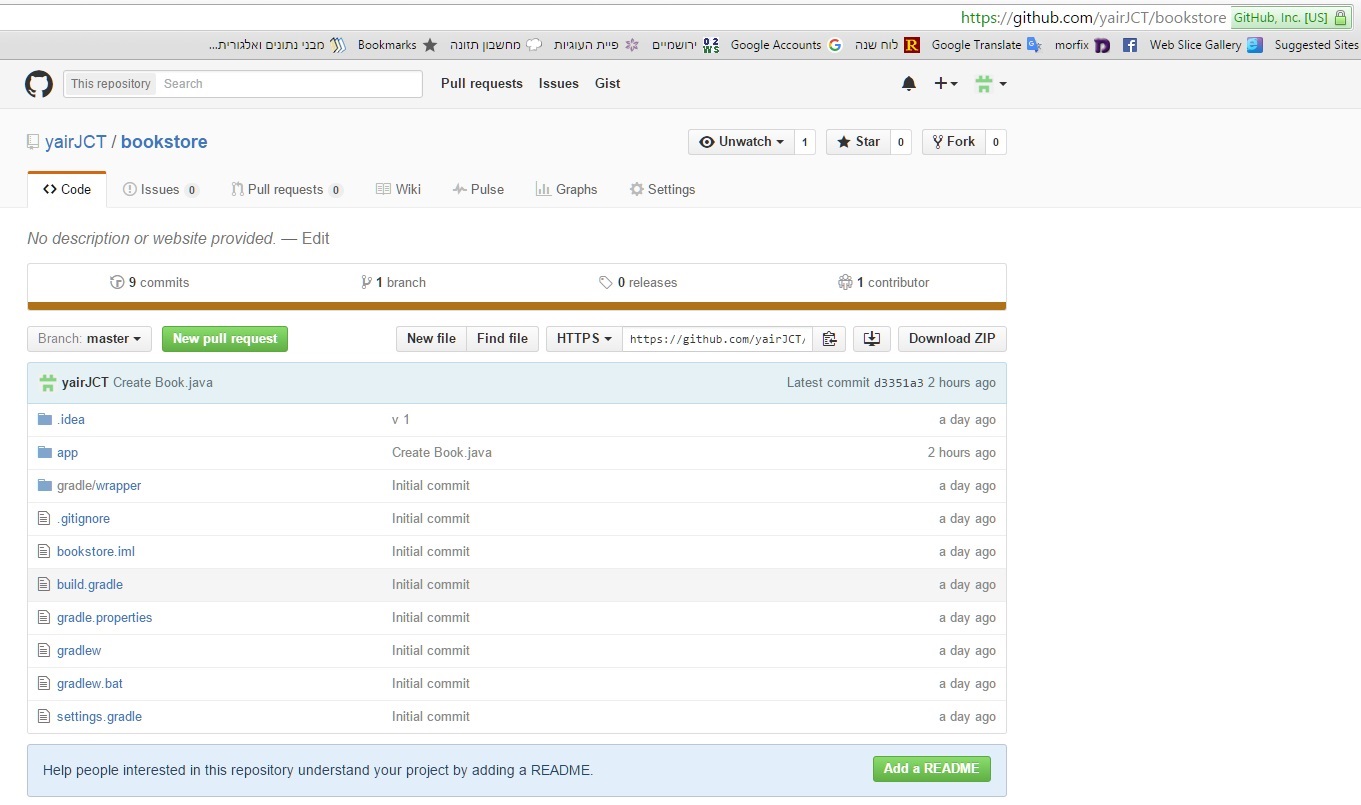 https://github.com/yairJCT/bookstore GitHub, Inc. [US]
מבני נתונים ואלגורית... Bookmarks מחשבון תזונה פיית העוגיות ירושמיים Google Accounts לוח שנה Google Translate morfix Web Slice Gallery Suggested Sites
This repository Search Pull requests Issues Gist
yairJCT / bookstore Unwatch 1 Star 0 Fork 0
Code Issues 0 Pull requests 0 Wiki Pulse Graphs Settings
No description or website provided. — Edit
9 commits 1 branch 0 releases 1 contributor
Branch: master New pull request New file Find file HTTPS https://github.com/yairJCT/ Download ZIP
yairJCT Create Book.java Latest commit d3351a3 2 hours ago
.idea v 1 a day ago
app Create Book.java 2 hours ago
gradle/wrapper Initial commit a day ago
.gitignore Initial commit a day ago
bookstore.iml Initial commit a day ago
build.gradle Initial commit a day ago
gradle.properties Initial commit a day ago
gradlew Initial commit a day ago
gradlew.bat Initial commit a day ago
settings.gradle Initial commit a day ago
Help people interested in this repository understand your project by adding a README. Add a README